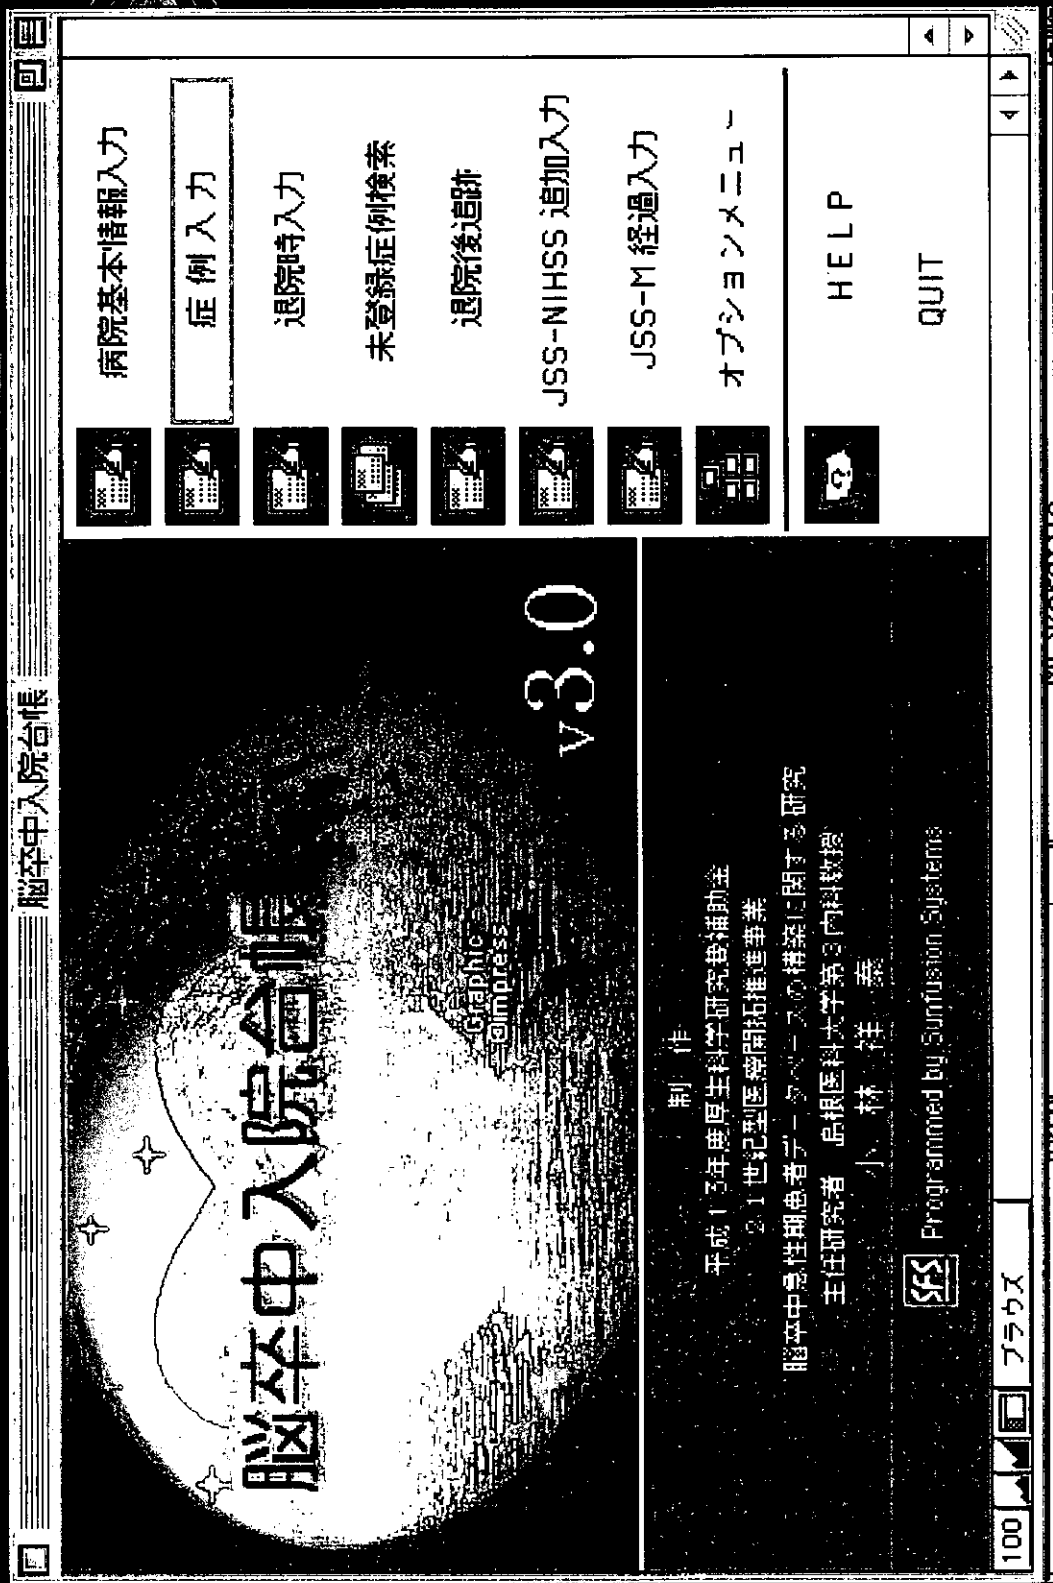 脳卒中入院台帳
脳卒中入院台帳
v3.0
Graphic
@impress
制 作
平成13年度厚生科学研究費補助金
21世紀型医療開拓推進事業
脳卒中急性期患者データベースの構築に関する研究
主任研究者 島根医科大学第3内科教授
小 林 祥 泰
SFS Programmed by Sunfusion Systems
病院基本情報入力
症 例 入 力
退院時入力
未登録症例検索
退院後追跡
JSS-NIHSS 追加入力
JSS-M 経過入力
オプションメニュー
HELP
QUIT
100
ブラウズ